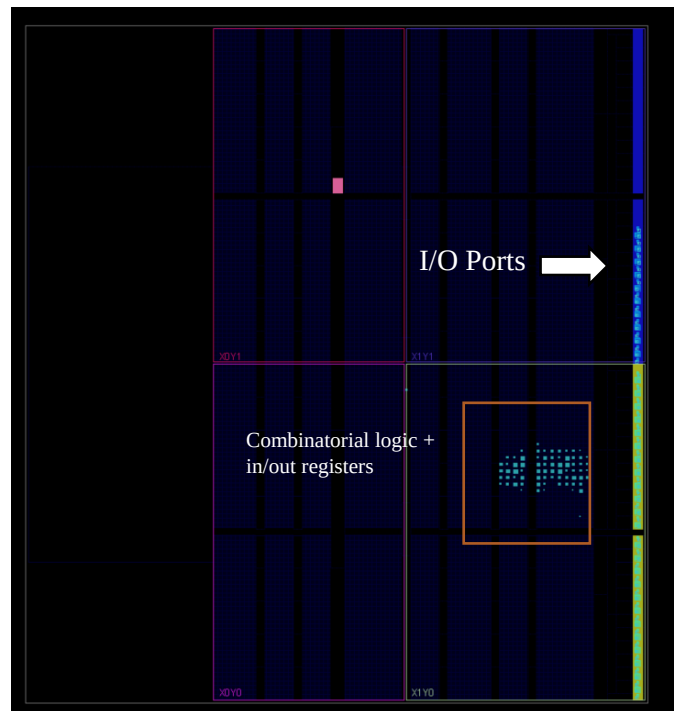 I/O Ports
X0Y1
X1Y1
Combinatorial logic +
in/out registers
X0Y0
X1Y0